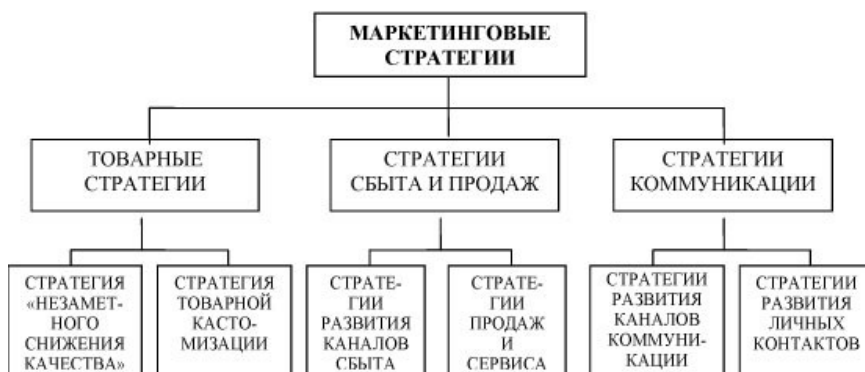 МАРКЕТИНГОВЫЕ
СТРАТЕГИИ
ТОВАРНЫЕ
СТРАТЕГИИ
СТРАТЕГИИ
СБЫТА И ПРОДАЖ
СТРАТЕГИИ
КОММУНИКАЦИИ
СТРАТЕГИЯ
«НЕЗАМЕТ-
НОГО
СНИЖЕНИЯ
КАЧЕСТВА»
СТРАТЕГИЯ
ТОВАРНОЙ
КАСТО-
МИЗАЦИИ
СТРАТЕ-
ГИИ
РАЗВИТИЯ
КАНАЛОВ
СБЫТА
СТРАТЕ-
ГИИ
ПРОДАЖ
И
СЕРВИСА
СТРАТЕГИИ
РАЗВИТИЯ
КАНАЛОВ
КОММУНИ-
КАЦИИ
СТРАТЕГИИ
РАЗВИТИЯ
ЛИЧНЫХ
КОНТАКТОВ